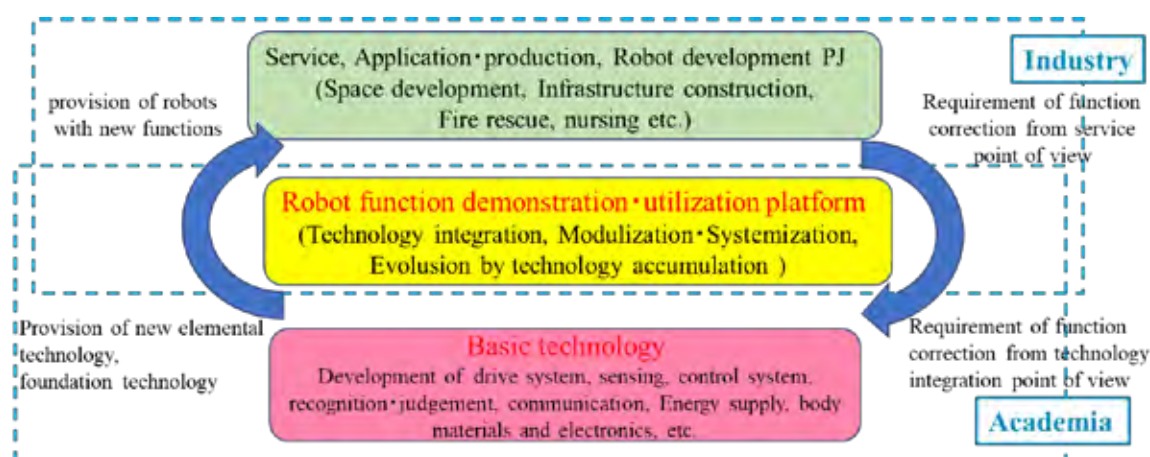 Service, Application・production, Robot development PJ
(Space development, Infrastructure construction,
Fire rescue, nursing etc.)
Industry
provision of robots
with new functions
Requirement of function
correction from service
point of view
Robot function demonstration・utilization platform
(Technology integration, Modulization・Systemization,
Evolusion by technology accumulation )
Provision of new elemental
technology,
foundation technology
Requirement of function
correction from technology
integration point of view
Basic technology
Development of drive system, sensing, control system,
recognition・judgement, communication, Energy supply, body
materials and electronics, etc.
Academia